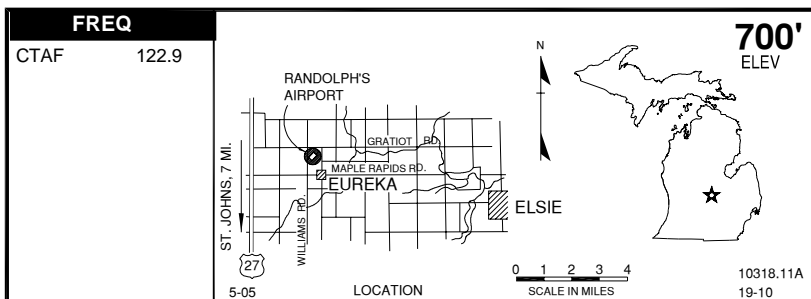 FREQ
CTAF 122.9
700'
ELEV
N
RANDOLPH'S
AIRPORT
GRATIOT RD.
MAPLE RAPIDS RD.
EUREKA
ELSIE
ST. JOHNS, 7 MI.
WILLIAMS RD.
27
5-05
LOCATION
0 1 2 3 4
SCALE IN MILES
10318.11A
19-10